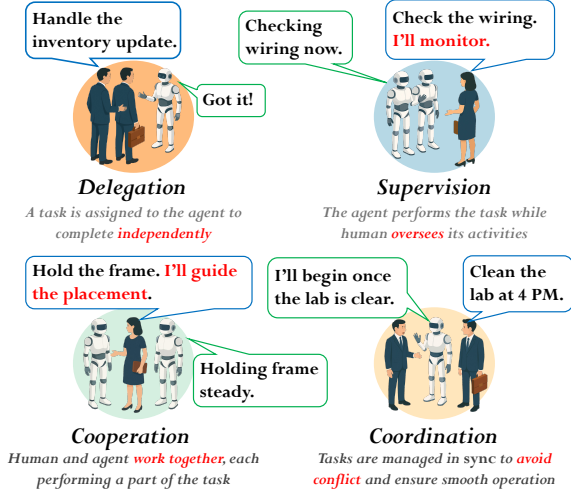 Handle the
inventory update.
Got it!
Delegation
A task is assigned to the agent to
complete independently
Checking
wiring now.
Check the wiring.
I'll monitor.
Supervision
The agent performs the task while
human oversees its activities
Hold the frame. I'll guide
the placement.
Holding frame
steady.
Cooperation
Human and agent work together, each
performing a part of the task
I'll begin once
the lab is clear.
Clean the
lab at 4 PM.
Coordination
Tasks are managed in sync to avoid
conflict and ensure smooth operation